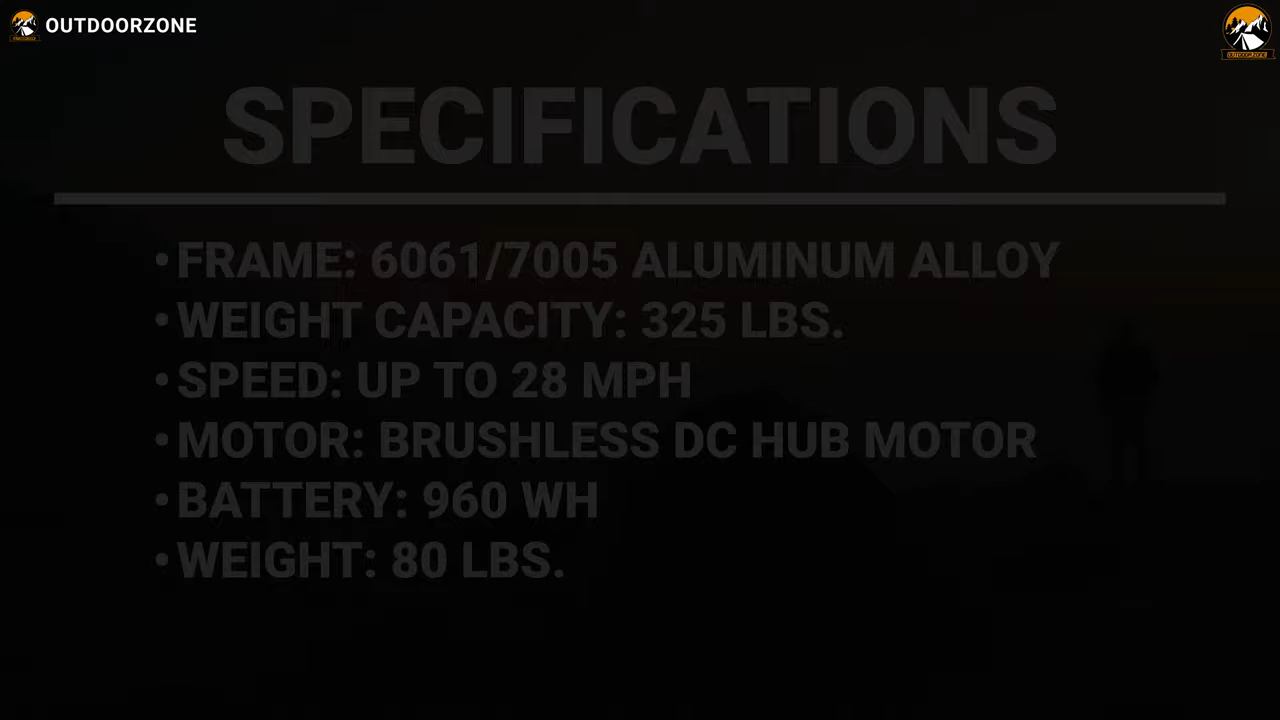 OUTDOORZONE
OUTDOORZONE
SPECIFICATIONS
•FRAME: 6061/7005 ALUMINUM ALLOY
•WEIGHT CAPACITY: 325 LBS.
•SPEED: UP TO 28 MPH
•MOTOR: BRUSHLESS DC HUB MOTOR
•BATTERY: 960 WH
•WEIGHT: 80 LBS.